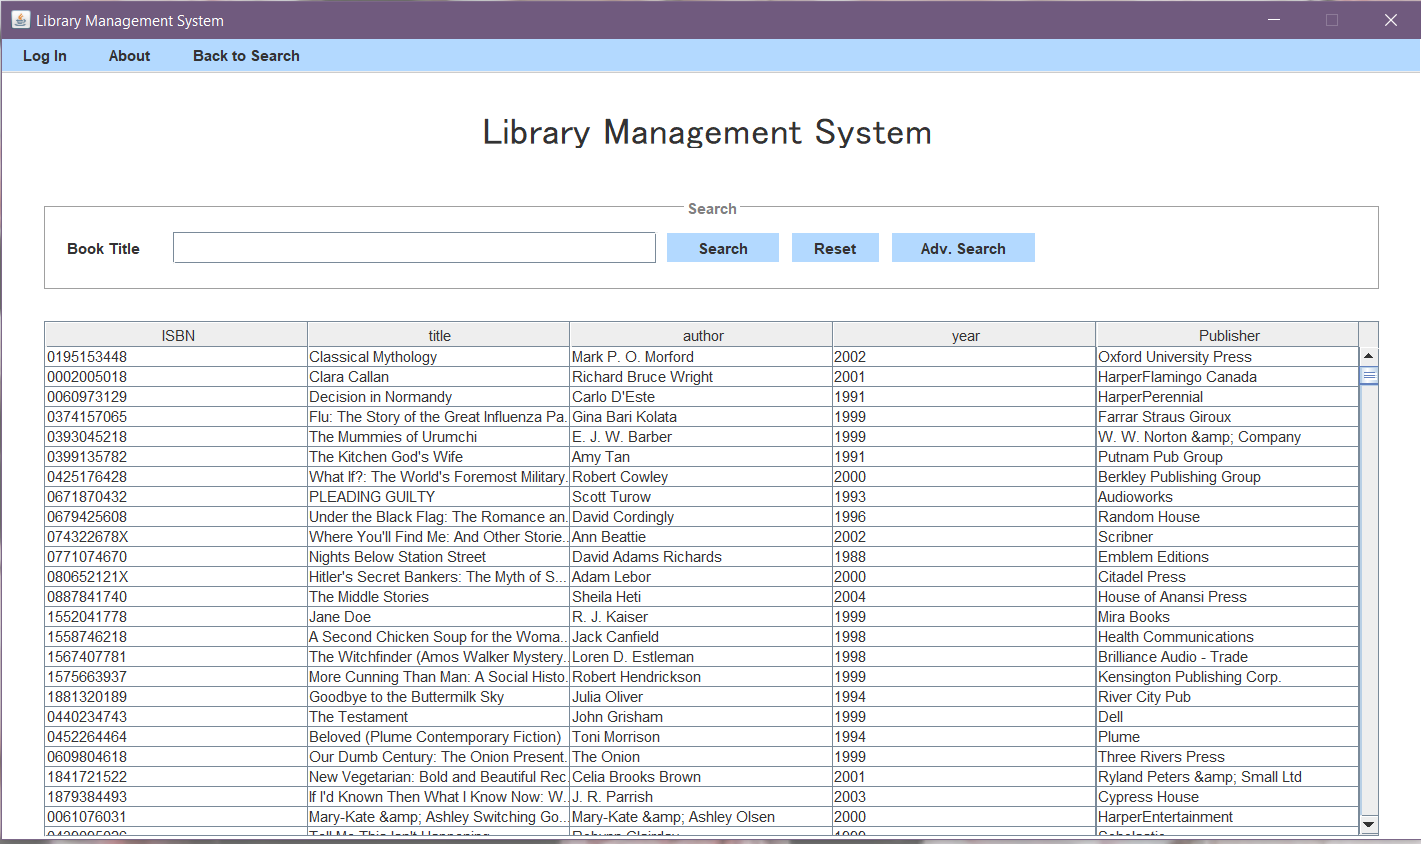 Library Management System
Log In About Back to Search
Library Management System
Search
Book Title Search Reset Adv. Search
ISBN title author year Publisher
0195153448 Classical Mythology Mark P. O. Morford 2002 Oxford University Press
0002005018 Clara Callan Richard Bruce Wright 2001 HarperFlamingo Canada
0060973129 Decision in Normandy Carlo D'Este 1991 HarperPerennial
0374157065 Flu: The Story of the Great Influenza Pa.. Gina Bari Kolata 1999 Farrar Straus Giroux
0393045218 The Mummies of Urumchi E. J. W. Barber 1999 W. W. Norton &amp; Company
0399135782 The Kitchen God's Wife Amy Tan 1991 Putnam Pub Group
0425176428 What If?: The World's Foremost Military.. Robert Cowley 2000 Berkley Publishing Group
0671870432 PLEADING GUILTY Scott Turow 1993 Audioworks
0679425608 Under the Black Flag: The Romance an.. David Cordingly 1996 Random House
074322678X Where You'll Find Me: And Other Storie.. Ann Beattie 2002 Scribner
0771074670 Nights Below Station Street David Adams Richards 1988 Emblem Editions
080652121X Hitler's Secret Bankers: The Myth of S... Adam Lebor 2000 Citadel Press
0887841740 The Middle Stories Sheila Heti 2004 House of Anansi Press
1552041778 Jane Doe R. J. Kaiser 1999 Mira Books
1558746218 A Second Chicken Soup for the Woma.. Jack Canfield 1998 Health Communications
1567407781 The Witchfinder (Amos Walker Mystery.. Loren D. Estleman 1998 Brilliance Audio - Trade
1575663937 More Cunning Than Man: A Social Histo.. Robert Hendrickson 1999 Kensington Publishing Corp.
1881320189 Goodbye to the Buttermilk Sky Julia Oliver 1994 River City Pub
0440234743 The Testament John Grisham 1999 Dell
0452264464 Beloved (Plume Contemporary Fiction) Toni Morrison 1994 Plume
0609804618 Our Dumb Century: The Onion Present.. The Onion 1999 Three Rivers Press
1841721522 New Vegetarian: Bold and Beautiful Rec.. Celia Brooks Brown 2001 Ryland Peters &amp; Small Ltd
1879384493 If I'd Known Then What I Know Now: W.. J. R. Parrish 2003 Cypress House
0061076031 Mary-Kate &amp; Ashley Switching Go... Mary-Kate &amp; Ashley Olsen 2000 HarperEntertainment